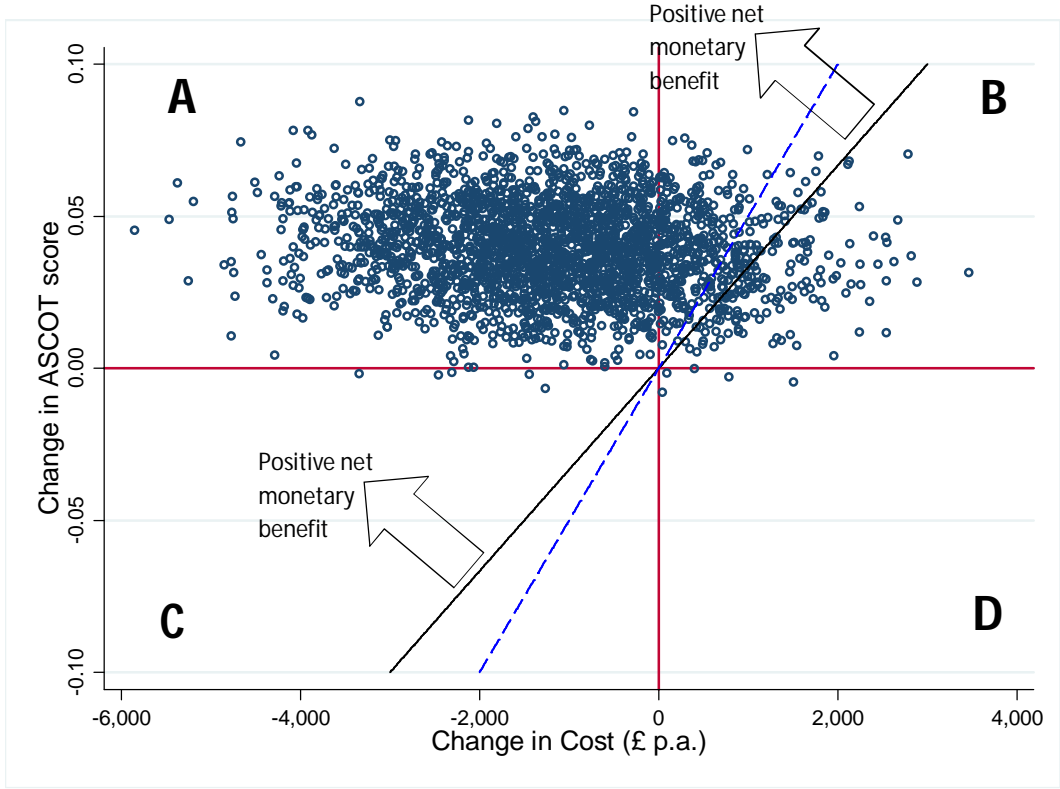 Positive net
monetary
benefit
A
B
0.10
0.05
0.00
-0.05
-0.10
Change in ASCOT score
Positive net
monetary
benefit
C
D
-6,000
-4,000
-2,000
0
2,000
4,000
Change in Cost (£ p.a.)